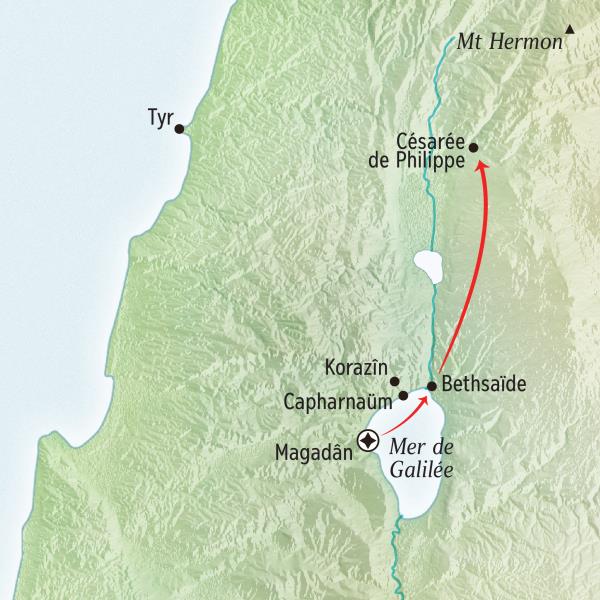 Mt Hermon
Tyr
Césarée
de Philippe
Korazîn
Bethsaïde
Capharnaüm
Magadân
Mer de
Galilée